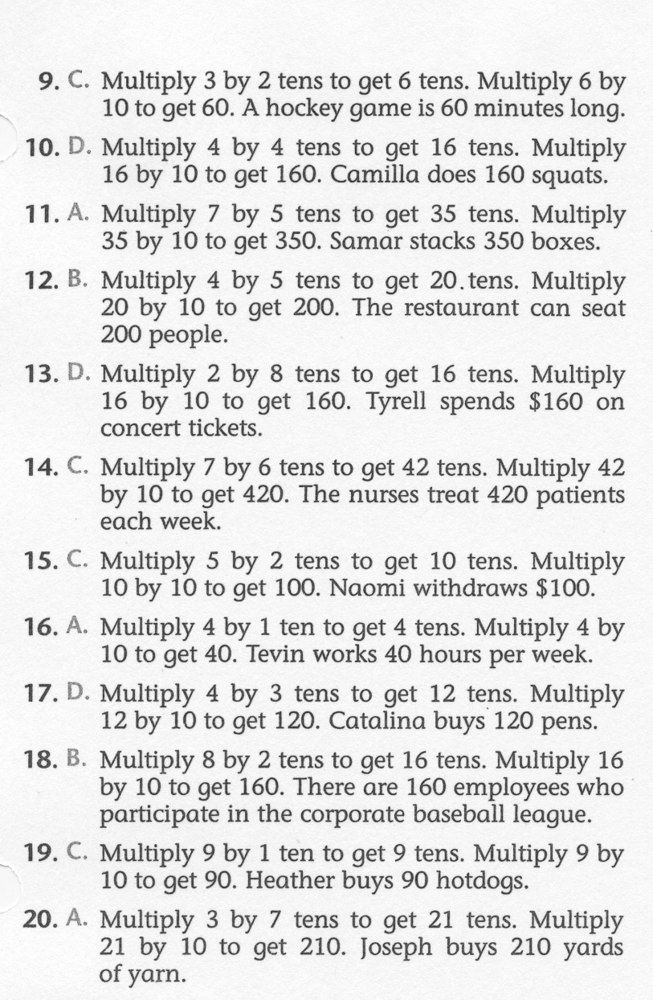 9. C. Multiply 3 by 2 tens to get 6 tens. Multiply 6 by
10 to get 60. A hockey game is 60 minutes long.
10. D. Multiply 4 by 4 tens to get 16 tens. Multiply
16 by 10 to get 160. Camilla does 160 squats.
11. A. Multiply 7 by 5 tens to get 35 tens. Multiply
35 by 10 to get 350. Samar stacks 350 boxes.
12. B. Multiply 4 by 5 tens to get 20 tens. Multiply
20 by 10 to get 200. The restaurant can seat
200 people.
13. D. Multiply 2 by 8 tens to get 16 tens. Multiply
16 by 10 to get 160. Tyrell spends $160 on
concert tickets.
14. C. Multiply 7 by 6 tens to get 42 tens. Multiply 42
by 10 to get 420. The nurses treat 420 patients
each week.
15. C. Multiply 5 by 2 tens to get 10 tens. Multiply
10 by 10 to get 100. Naomi withdraws $100.
16. A. Multiply 4 by 1 ten to get 4 tens. Multiply 4 by
10 to get 40. Tevin works 40 hours per week.
17. D. Multiply 4 by 3 tens to get 12 tens. Multiply
12 by 10 to get 120. Catalina buys 120 pens.
18. B. Multiply 8 by 2 tens to get 16 tens. Multiply 16
by 10 to get 160. There are 160 employees who
participate in the corporate baseball league.
19. C. Multiply 9 by 1 ten to get 9 tens. Multiply 9 by
10 to get 90. Heather buys 90 hotdogs.
20. A. Multiply 3 by 7 tens to get 21 tens. Multiply
21 by 10 to get 210. Joseph buys 210 yards
of yarn.